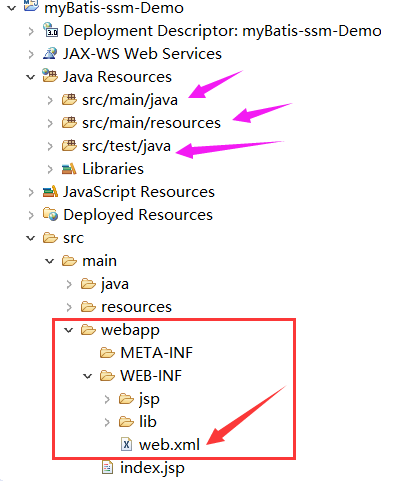 myBatis-ssm-Demo
Deployment Descriptor: myBatis-ssm-Demo
JAX-WS Web Services
Java Resources
src/main/java
src/main/resources
src/test/java
Libraries
JavaScript Resources
Deployed Resources
src
main
java
resources
webapp
META-INF
WEB-INF
jsp
lib
web.xml
index.jsp